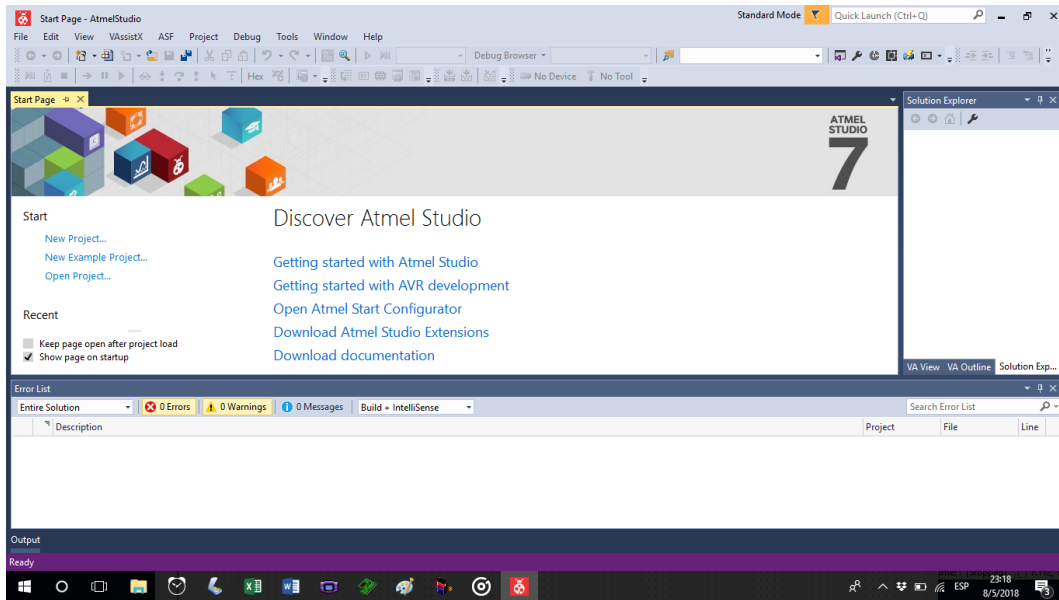 Start Page - AtmelStudio
Standard Mode
Quick Launch (Ctrl+Q)
File Edit View VAssistX ASF Project Debug Tools Window Help
Debug Browser
Hex
No Device
No Tool
Start Page
Solution Explorer
ATMEL
STUDIO
7
Start
New Project...
New Example Project...
Open Project...
Recent
Keep page open after project load
Show page on startup
Discover Atmel Studio
Getting started with Atmel Studio
Getting started with AVR development
Open Atmel Start Configurator
Download Atmel Studio Extensions
Download documentation
VA View VA Outline Solution Exp...
Error List
Entire Solution 0 Errors 0 Warnings 0 Messages Build + IntelliSense
Search Error List
Description Project File Line
Output
Ready
ESP
23:18
8/5/2018
3